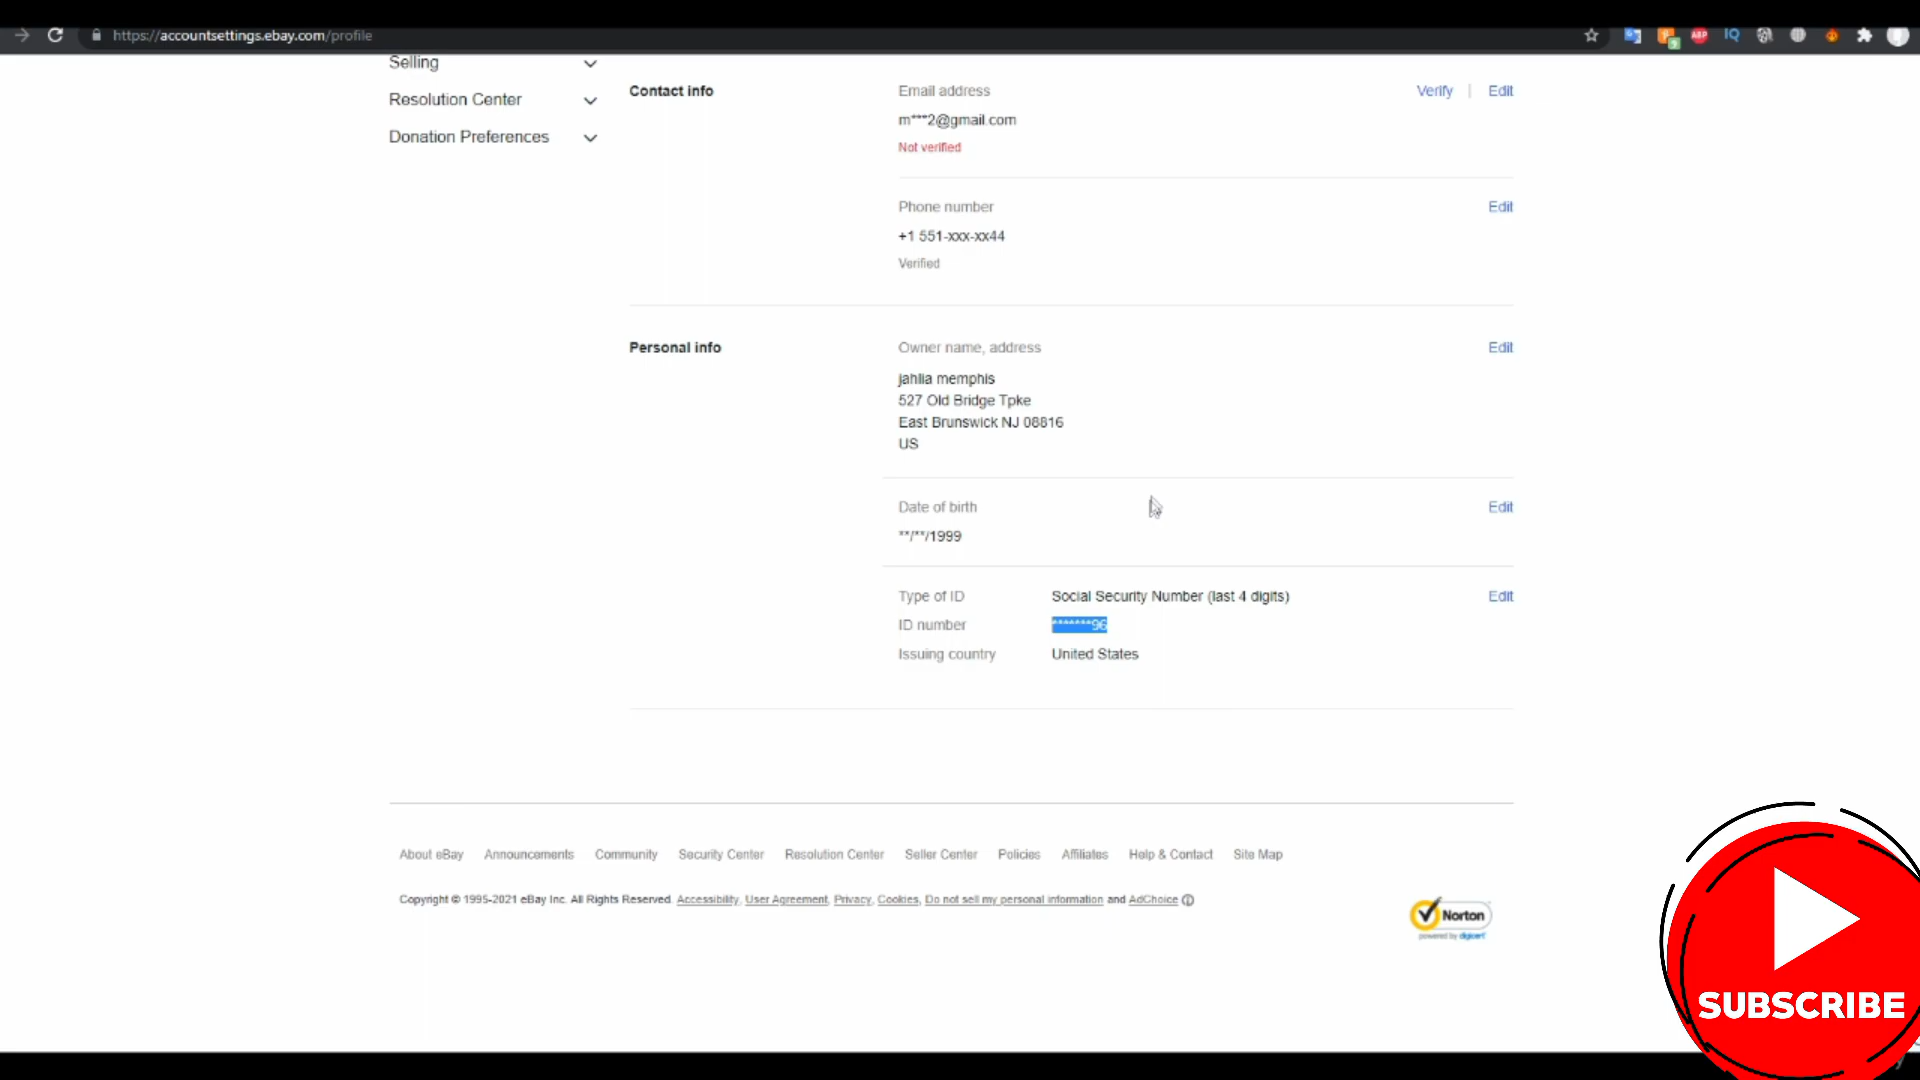 https://accountsettings.ebay.com/profile
ABP
IQ
Selling
Resolution Center
Donation Preferences
Contact info
Email address
Verify | Edit
m***2@gmail.com
Not verified
Phone number
Edit
+1 551-xxx-xx44
Verified
Personal info
Owner name, address
Edit
jahlia memphis
527 Old Bridge Tpke
East Brunswick NJ 08816
US
Date of birth
Edit
**/**/1999
Type of ID Social Security Number (last 4 digits) Edit
ID number *******96
Issuing country United States
About eBay Announcements Community Security Center Resolution Center Seller Center Policies Affiliates Help & Contact Site Map
Copyright © 1995-2021 eBay Inc. All Rights Reserved. Accessibility, User Agreement, Privacy, Cookies, Do not sell my personal information and AdChoice
Norton
powered by digicert
SUBSCRIBE